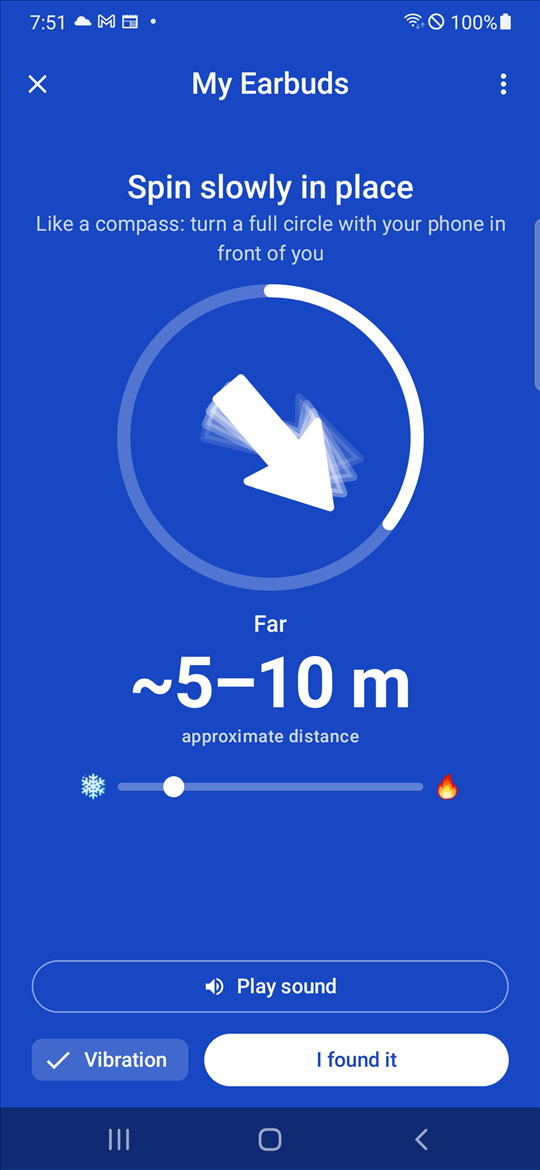 7:51
100%
My Earbuds
Spin slowly in place
Like a compass: turn a full circle with your phone in
front of you
Far
~5–10 m
approximate distance
Play sound
Vibration
I found it